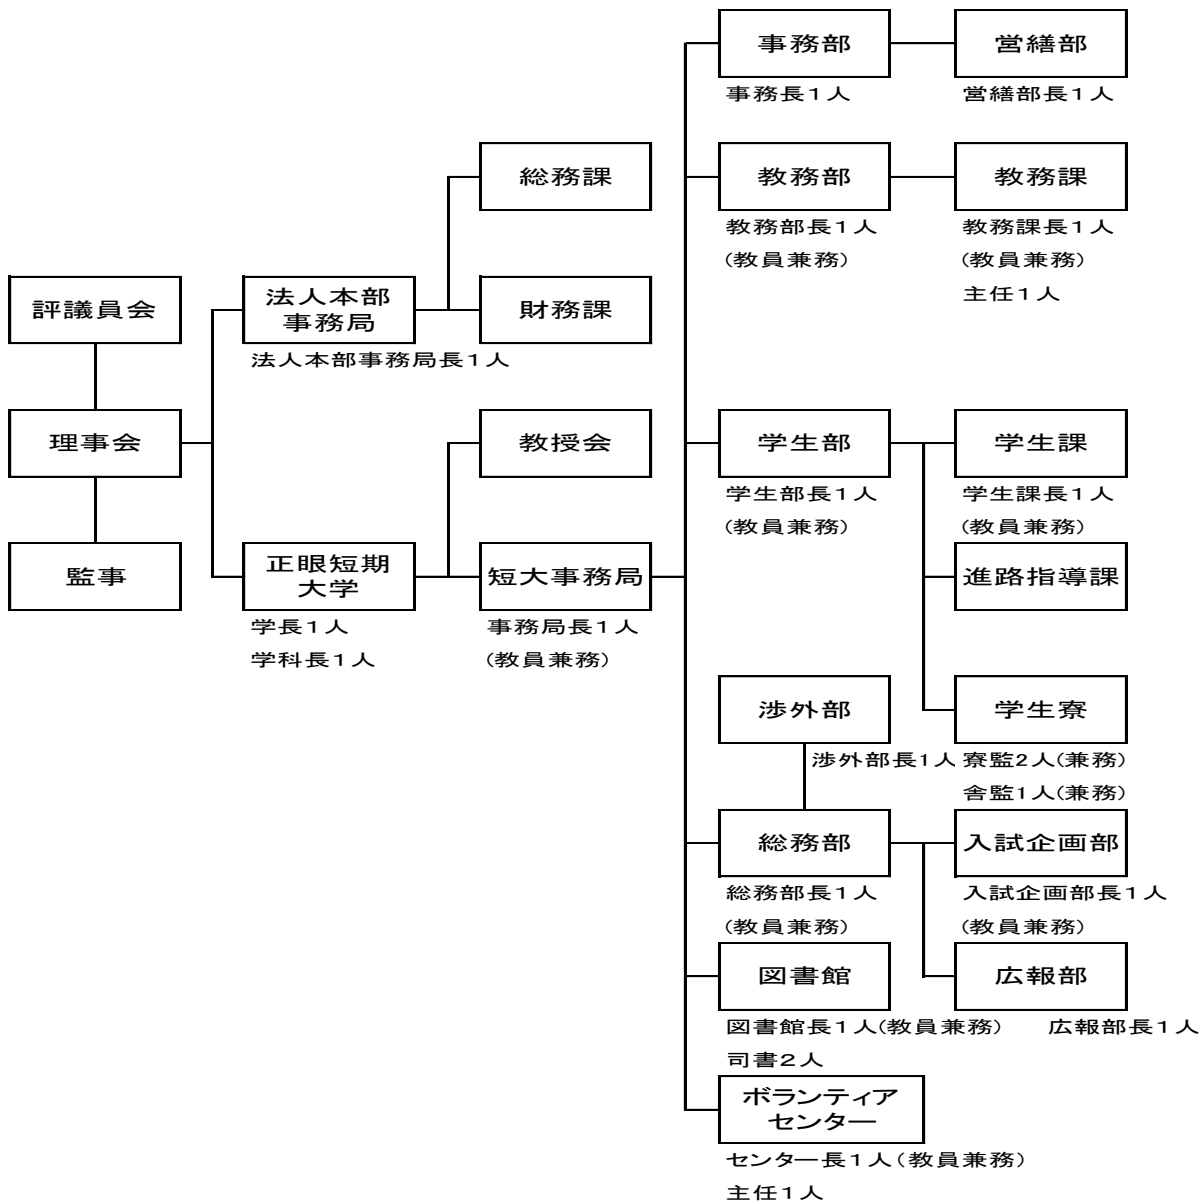 事務部
営繕部
事務長1人
営繕部長1人
総務課
教務部
教務課
教務部長1人
(教員兼務)
教務課長1人
(教員兼務)
主任1人
評議員会
法人本部
事務局
財務課
法人本部事務局長1人
理事会
教授会
学生部
学生課
学生部長1人
(教員兼務)
学生課長1人
(教員兼務)
監事
正眼短期
大学
短大事務局
進路指導課
学長1人
学科長1人
事務局長1人
(教員兼務)
渉外部
学生寮
渉外部長1人
寮監2人(兼務)
舎監1人(兼務)
総務部
入試企画部
総務部長1人
(教員兼務)
入試企画部長1人
(教員兼務)
図書館
広報部
図書館長1人(教員兼務)
広報部長1人
司書2人
ボランティア
センター
センター長1人(教員兼務)
主任1人